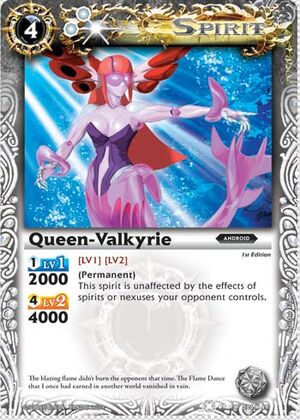 4
SPIRIT
Queen-Valkyrie
ANDROID
1st Edition
1 LV1
2000
[LV1] [LV2]
(Permanent)
This spirit is unaffected by the effects of
spirits or nexuses your opponent controls.
4 LV2
4000
The blazing flame didn't burn the opponent that time. The Flame Dance
that I once had earned in another world vanished in vain.